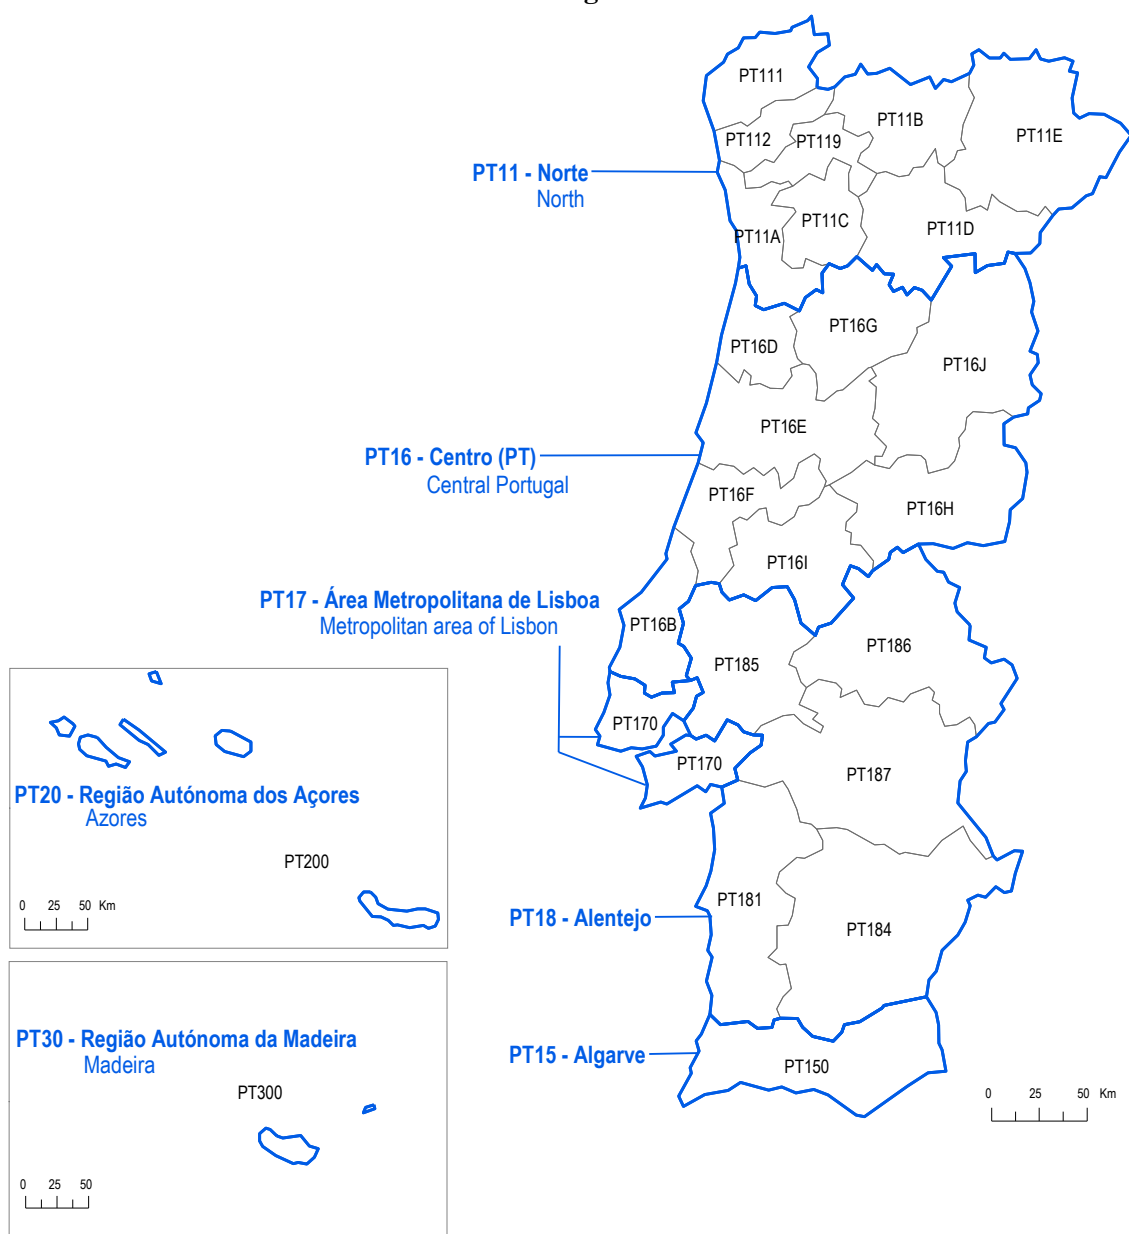 PT111
PT11B
PT11E
PT112
PT119
PT11 - Norte
North
PT11C
PT11D
PT11A
PT16G
PT16D
PT16J
PT16E
PT16 - Centro (PT)
Central Portugal
PT16F
PT16H
PT16I
PT17 - Área Metropolitana de Lisboa
Metropolitan area of Lisbon
PT16B
PT186
PT185
PT170
PT170
PT187
PT20 - Região Autónoma dos Açores
Azores
PT200
0 25 50 Km
PT181
PT18 - Alentejo
PT184
PT30 - Região Autónoma da Madeira
Madeira
PT15 - Algarve
PT150
PT300
0 25 50 Km
0 25 50